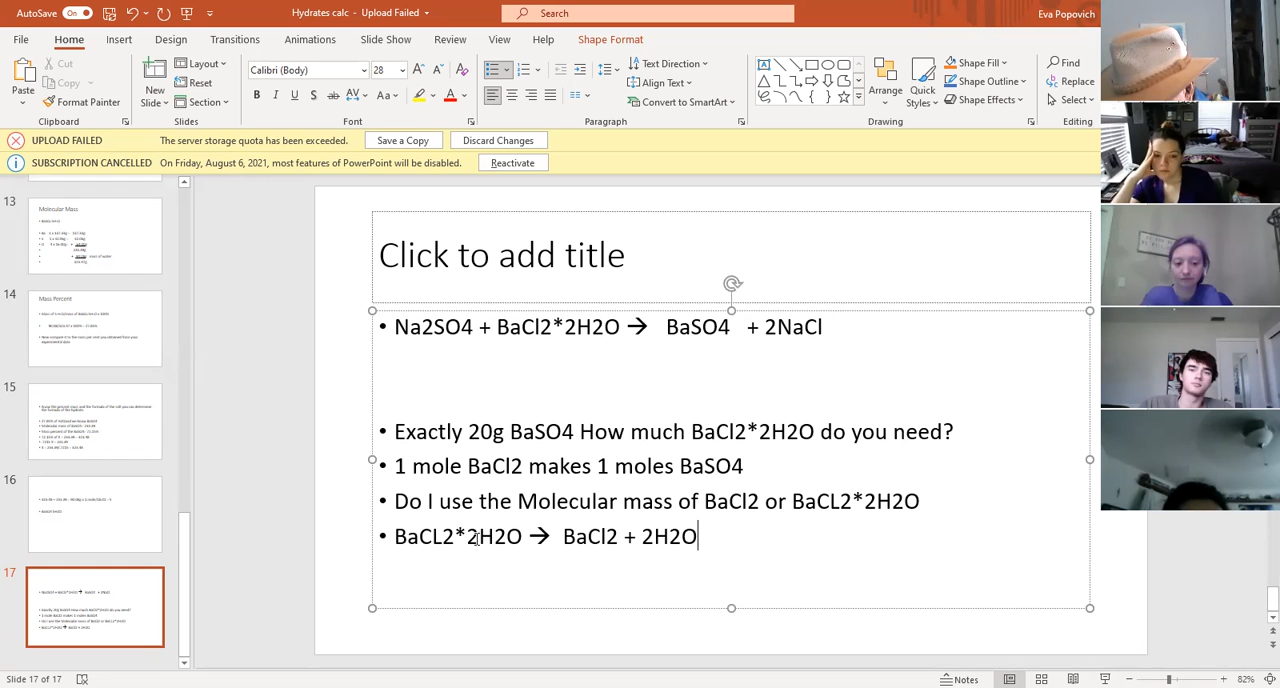 AutoSave On Hydrates calc - Upload Failed Search Eva Popovich
File Home Insert Design Transitions Animations Slide Show Review View Help Shape Format
Paste Cut Copy Format Painter New Slide Layout Reset Section
Calibri (Body) 28
B I U S ab AV Aa A
Text Direction Align Text Convert to SmartArt
Arrange Quick Styles Shape Fill Shape Outline Shape Effects
Find Replace Select
Clipboard Slides Font Paragraph Drawing Editing
UPLOAD FAILED The server storage quota has been exceeded. Save a Copy Discard Changes
SUBSCRIPTION CANCELLED On Friday, August 6, 2021, most features of PowerPoint will be disabled. Reactivate
13
Molecular Mass
14
Mass Percent
15
16
17
Click to add title
• Na2SO4 + BaCl2*2H2O → BaSO4 + 2NaCl
• Exactly 20g BaSO4 How much BaCl2*2H2O do you need?
• 1 mole BaCl2 makes 1 moles BaSO4
• Do I use the Molecular mass of BaCl2 or BaCL2*2H2O
• BaCL2*2H2O → BaCl2 + 2H2O
Slide 17 of 17 Notes 82%